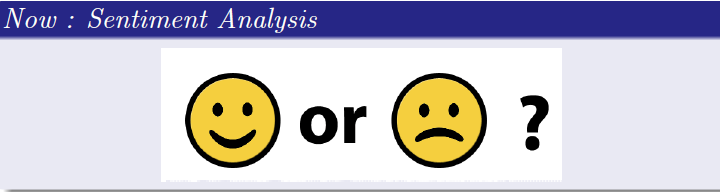 Now : Sentiment Analysis
or ?